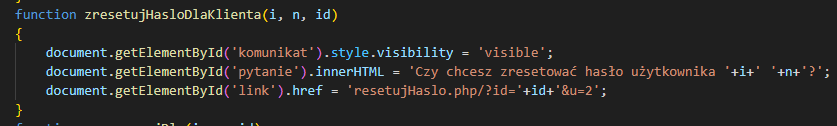 function zresetujHasloDlaKlienta(i, n, id)
{
document.getElementById('komunikat').style.visibility = 'visible';
document.getElementById('pytanie').innerHTML = 'Czy chcesz zresetować hasło użytkownika '+i+' '+n+'?';
document.getElementById('link').href = 'resetujHaslo.php/?id='+id+'&u=2';
}